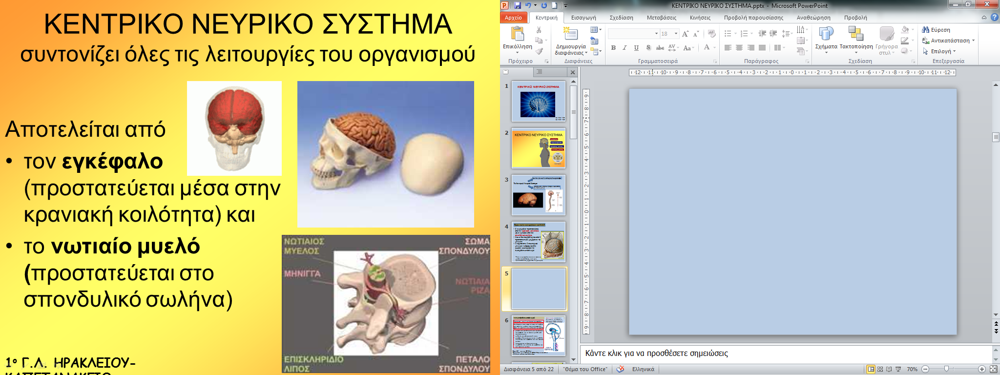 ΚΕΝΤΡΙΚΟ ΝΕΥΡΙΚΟ ΣΥΣΤΗΜΑ
συντονίζει όλες τις λειτουργίες του οργανισμού
Αποτελείται από
• τον εγκέφαλο
(προστατεύεται μέσα στην
κρανιακή κοιλότητα) και
• το νωτιαίο μυελό
(προστατεύεται στο
σπονδυλικό σωλήνα)
ΝΩΤΙΑΙΟΣ
ΜΥΕΛΟΣ
ΣΩΜΑ
ΣΠΟΝΔΥΛΟΥ
ΜΗΝΙΓΓΑ
ΝΩΤΙΑΙΑ
ΡΙΖΑ
ΕΠΙΣΚΛΗΡΙΔΙΟ
ΛΙΠΟΣ
ΠΕΤΑΛΟ
ΣΠΟΝΔΥΛΟΥ
1ο Γ.Λ. ΗΡΑΚΛΕΙΟΥ-
ΚΑΠΕΤΑΝΑΚΕΙΟ
ΚΕΝΤΡΙΚΟ ΝΕΥΡΙΚΟ ΣΥΣΤΗΜΑ.pptx - Microsoft PowerPoint
Αρχείο Κεντρική Εισαγωγή Σχεδίαση Μεταβάσεις Κινήσεις Προβολή παρουσίασης Αναθεώρηση Προβολή
Επικόλληση
Πρόχειρο
Δημιουργία
διαφάνειας
Διαφάνειες
18
Γραμματοσειρά
Παράγραφος
Σχήματα Τακτοποίηση Γρήγορα
στυλ
Σχεδίαση
Εύρεση
Αντικατάσταση
Επιλογή
Επεξεργασία
1
ΚΕΝΤΡΙΚΟ ΝΕΥΡΙΚΟ ΣΥΣΤΗΜΑ
2
ΚΕΝΤΡΙΚΟ ΝΕΥΡΙΚΟ ΣΥΣΤΗΜΑ
3
Το Κεντρικό Νευρικό Σύστημα
4
5
6
Κάντε κλικ για να προσθέσετε σημειώσεις
Διαφάνεια 5 από 22 "Θέμα του Office" Ελληνικά 70%